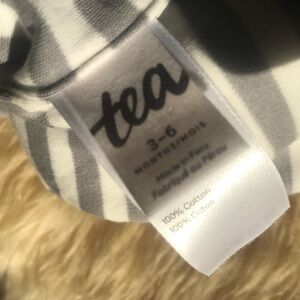 tea
3-6
MONTHS/MOIS
Made in Peru
Fabriqué au Pérou
100% Cotton
100% Coton